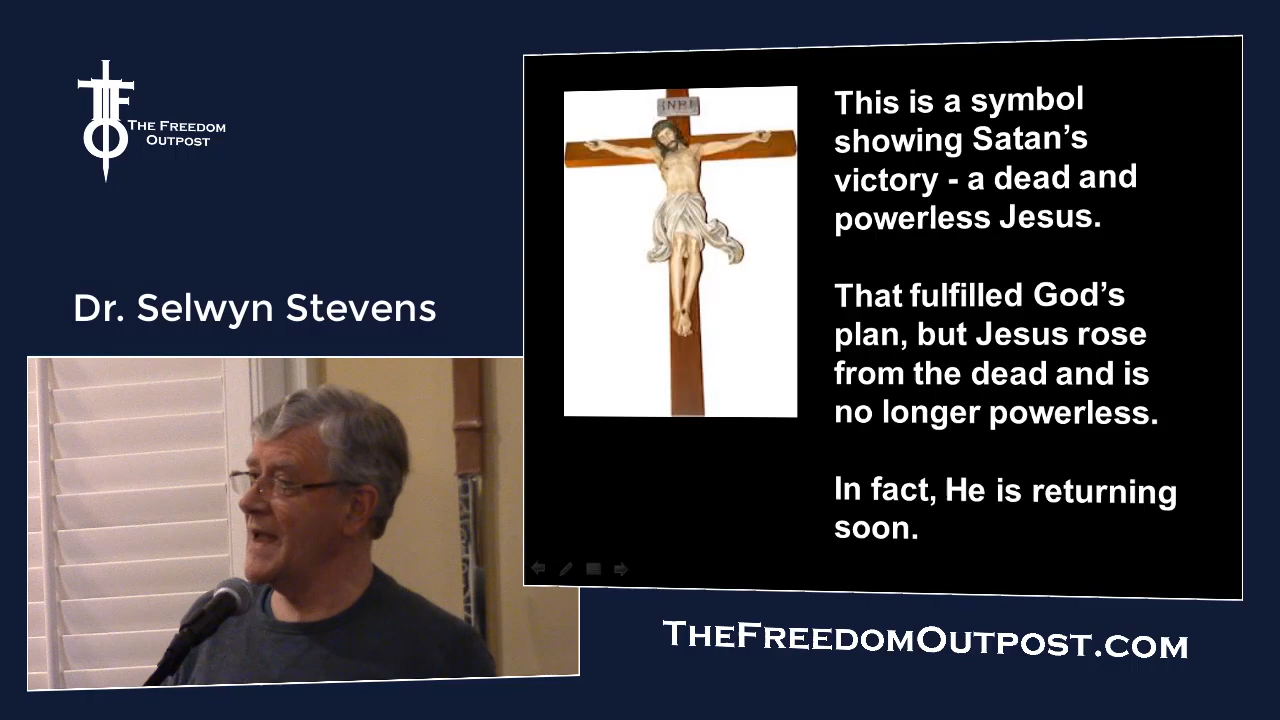 THE FREEDOM
OUTPOST
Dr. Selwyn Stevens
INRI
This is a symbol
showing Satan’s
victory - a dead and
powerless Jesus.
That fulfilled God’s
plan, but Jesus rose
from the dead and is
no longer powerless.
In fact, He is returning
soon.
THEFREEDOMOUTPOST.COM